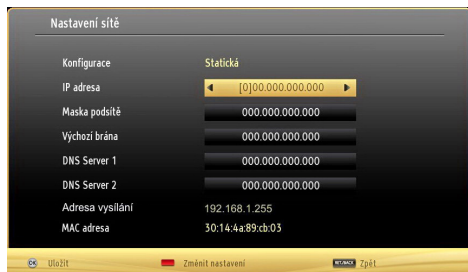 Nastavení sítě
Konfigurace Statická
IP adresa [0]00.000.000.000
Maska podsítě 000.000.000.000
Výchozí brána 000.000.000.000
DNS Server 1 000.000.000.000
DNS Server 2 000.000.000.000
Adresa vysílání 192.168.1.255
MAC adresa 30:14:4a:89:cb:03
OK Uložit Změnit nastavení RET/BACK Zpět